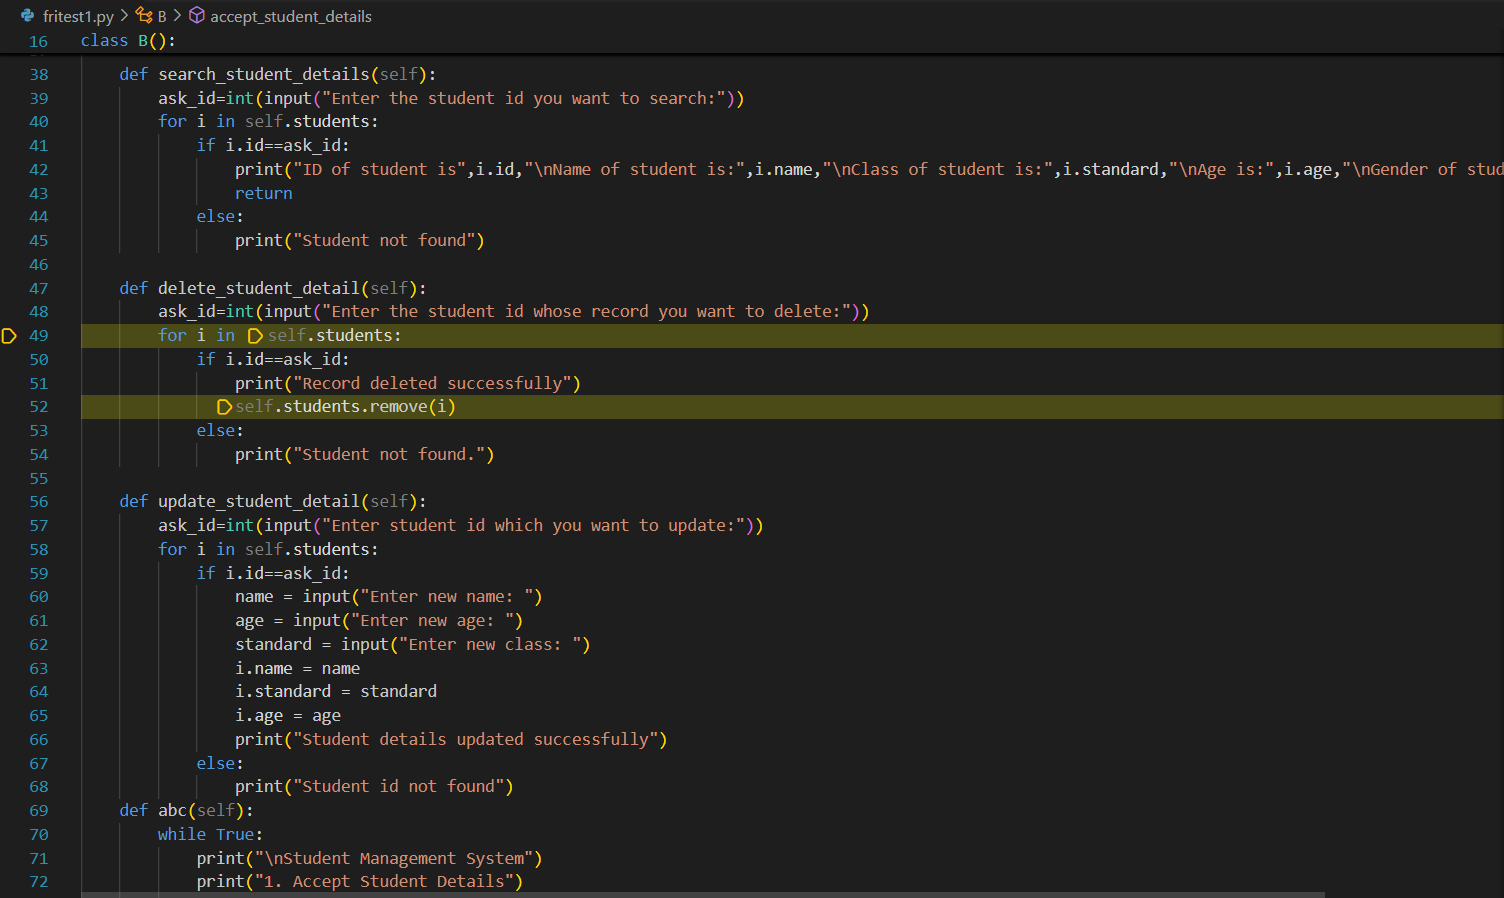 fritest1.py > B > accept_student_details
16 class B():
38     def search_student_details(self):
39         ask_id=int(input("Enter the student id you want to search:"))
40         for i in self.students:
41             if i.id==ask_id:
42                 print("ID of student is",i.id,"\nName of student is:",i.name,"\nClass of student is:",i.standard,"\nAge is:",i.age,"\nGender of stud
43                 return
44             else:
45                 print("Student not found")
46
47     def delete_student_detail(self):
48         ask_id=int(input("Enter the student id whose record you want to delete:"))
49         for i in self.students:
50             if i.id==ask_id:
51                 print("Record deleted successfully")
52                 self.students.remove(i)
53             else:
54                 print("Student not found.")
55
56     def update_student_detail(self):
57         ask_id=int(input("Enter student id which you want to update:"))
58         for i in self.students:
59             if i.id==ask_id:
60                 name = input("Enter new name: ")
61                 age = input("Enter new age: ")
62                 standard = input("Enter new class: ")
63                 i.name = name
64                 i.standard = standard
65                 i.age = age
66                 print("Student details updated successfully")
67             else:
68                 print("Student id not found")
69     def abc(self):
70         while True:
71             print("\nStudent Management System")
72             print("1. Accept Student Details")